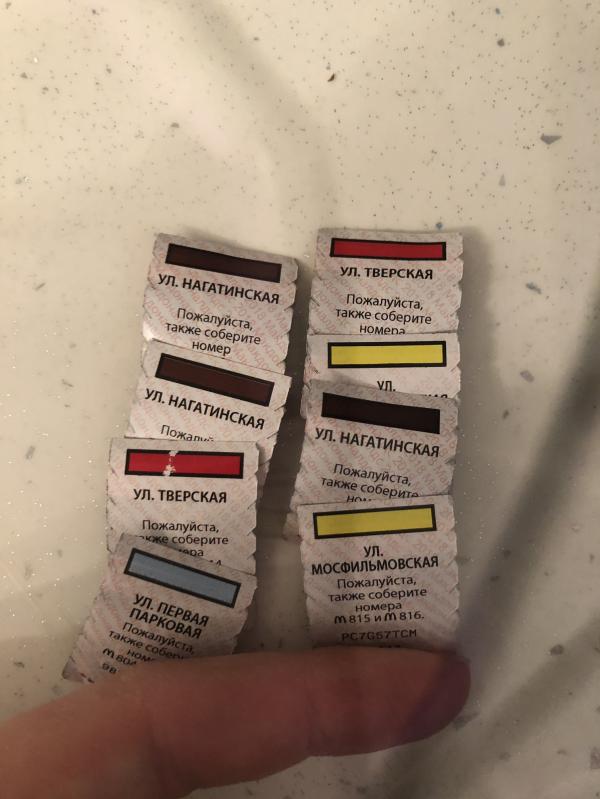 УЛ. НАГАТИНСКАЯ
Пожалуйста,
также соберите
номер
УЛ. НАГАТИНСКАЯ
УЛ. ТВЕРСКАЯ
Пожалуйста,
также соберите
УЛ. ПЕРВАЯ
ПАРКОВАЯ
Пожалуйста,
также
УЛ. ТВЕРСКАЯ
Пожалуйста,
также соберите
номера
УЛ.
УЛ. НАГАТИНСКАЯ
Пожалуйста,
также соберите
УЛ.
МОСФИЛЬМОВСКАЯ
Пожалуйста,
также соберите
номера
815 и 816.
PC7G57TCM